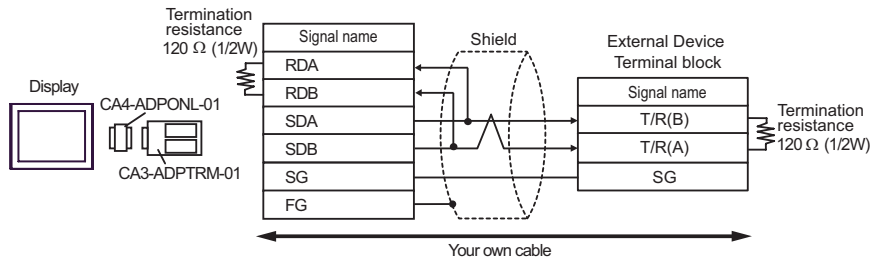 Termination
resistance
120 Ω (1/2W)
Signal name
RDA
RDB
SDA
SDB
SG
FG
Shield
External Device
Terminal block
Signal name
T/R(B)
T/R(A)
SG
Termination
resistance
120 Ω (1/2W)
Display
CA4-ADPONL-01
CA3-ADPTRM-01
Your own cable